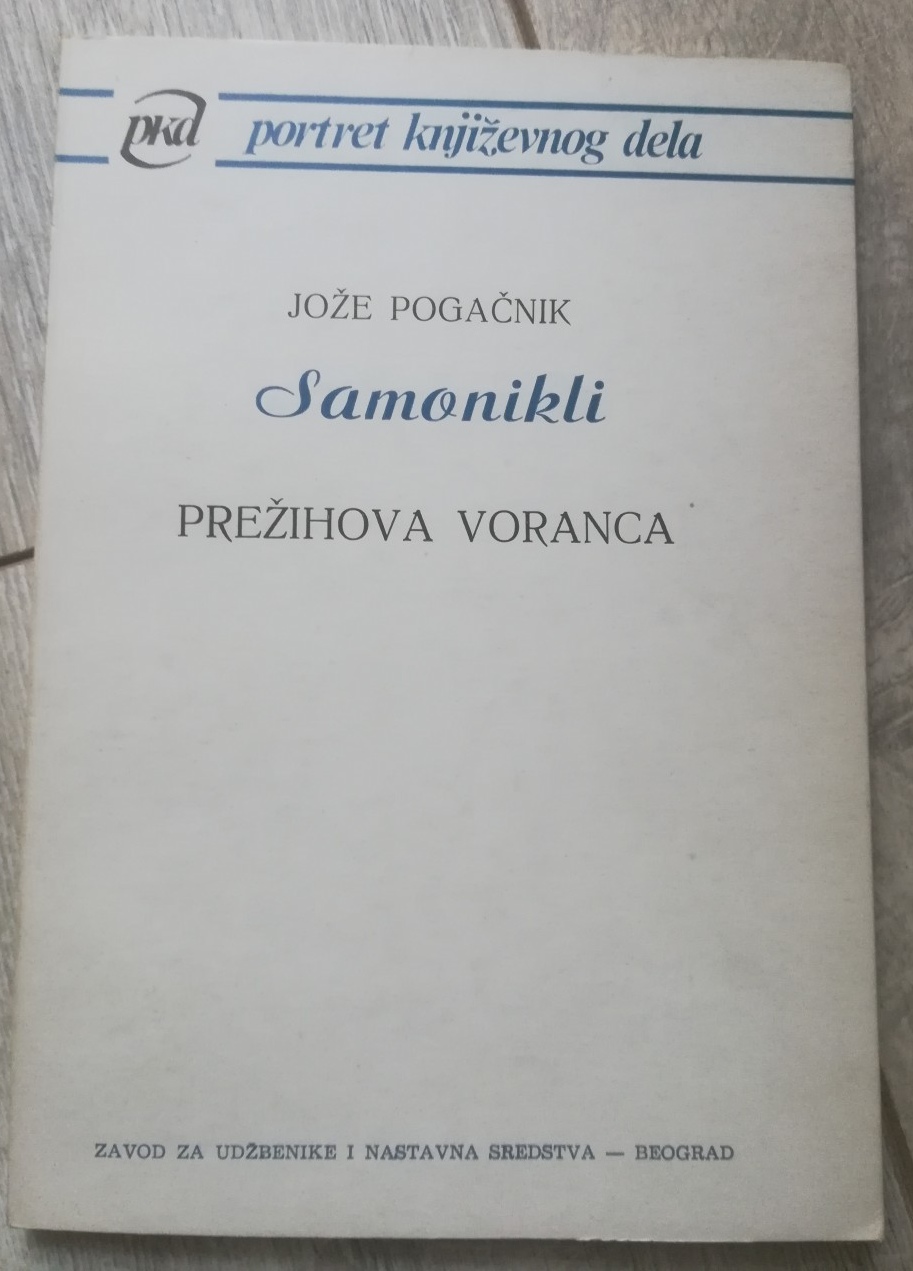 pkd portret književnog dela
JOŽE POGAČNIK
Samonikli
PREŽIHOVA VORANCA
ZAVOD ZA UDŽBENIKE I NASTAVNA SREDSTVA — BEOGRAD